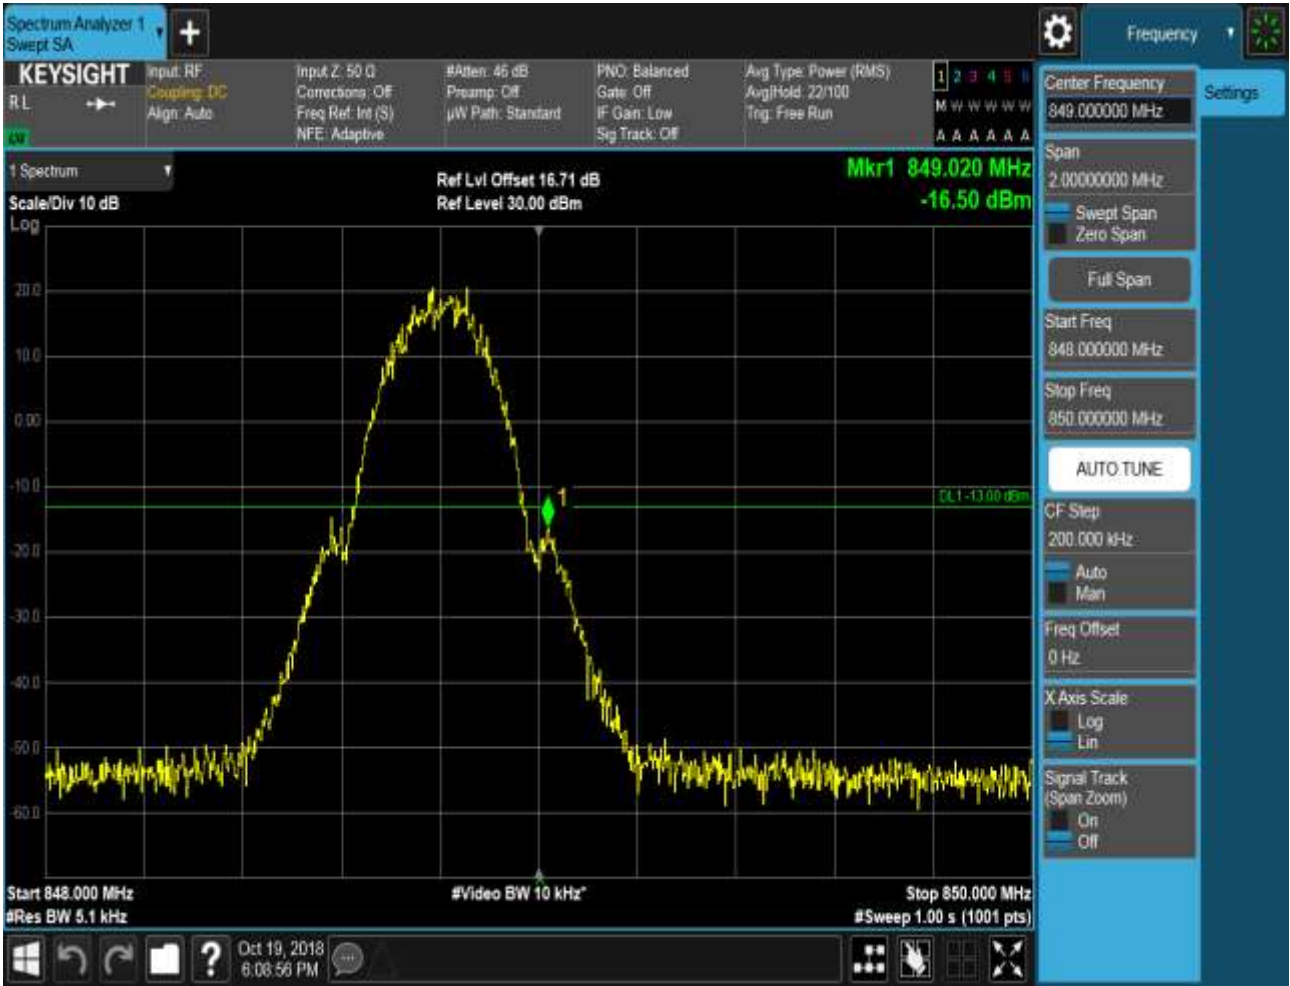 Spectrum Analyzer 1
Swept SA
+
Frequency
KEYSIGHT
RL
Input: RF
Coupling: DC
Align: Auto
Input Z: 50 Ω
Corrections: Off
Freq Ref: Int (S)
NFE: Adaptive
#Atten: 46 dB
Preamp: Off
µW Path: Standard
PNO: Balanced
Gate: Off
IF Gain: Low
Sig Track: Off
Avg Type: Power (RMS)
Avg|Hold: 22/100
Trig: Free Run
1 2 3 4 5 6
M W W W W W
A A A A A A
1 Spectrum
Scale/Div 10 dB
Log
Ref Lvl Offset 16.71 dB
Ref Level 30.00 dBm
Mkr1 849.020 MHz
-16.50 dBm
20.0
10.0
0.00
-10.0
-20.0
-30.0
-40.0
-50.0
-60.0
1
DL1 -13.00 dBm
Start 848.000 MHz
#Res BW 5.1 kHz
#Video BW 10 kHz*
Stop 850.000 MHz
#Sweep 1.00 s (1001 pts)
Center Frequency
849.000000 MHz
Settings
Span
2.00000000 MHz
Swept Span
Zero Span
Full Span
Start Freq
848.000000 MHz
Stop Freq
850.000000 MHz
AUTO TUNE
CF Step
200.000 kHz
Auto
Man
Freq Offset
0 Hz
X Axis Scale
Log
Lin
Signal Track
(Span Zoom)
On
Off
?
Oct 19, 2018
6:08:56 PM